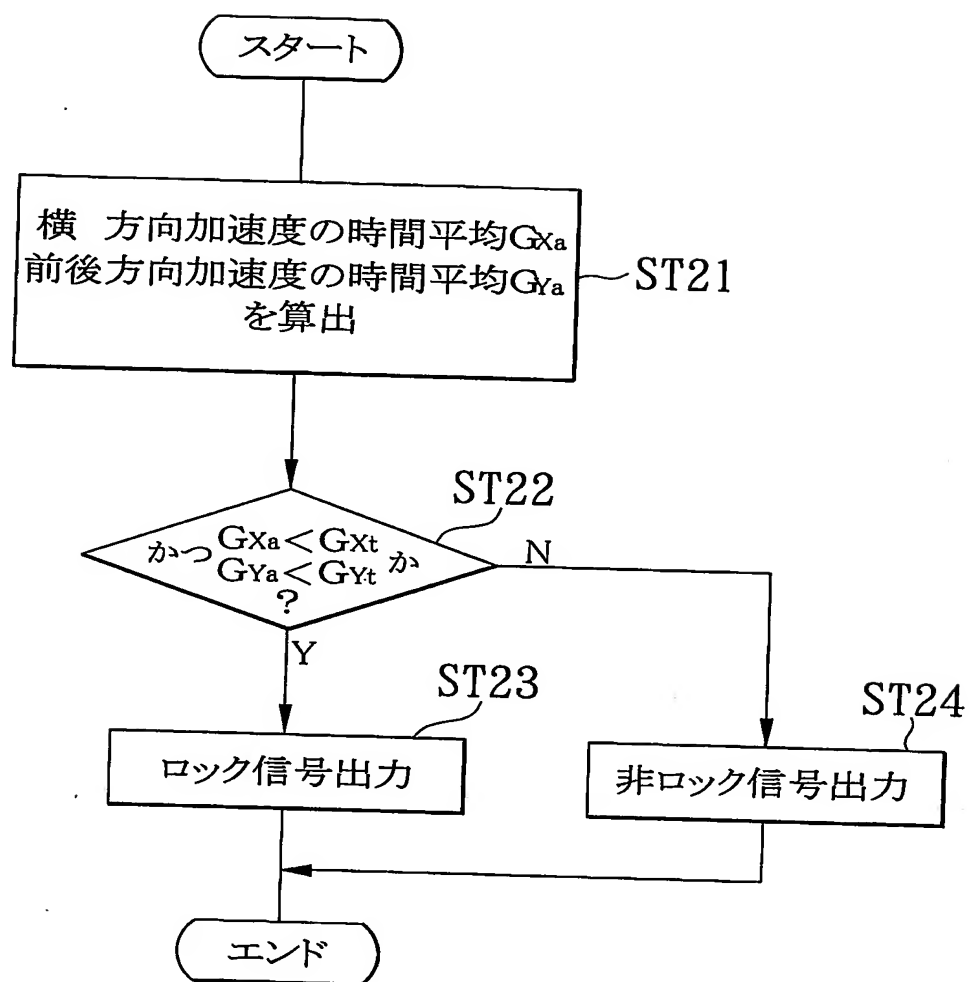 スタート
横 方向加速度の時間平均GXa
前後方向加速度の時間平均GYa
を算出
ST21
ST22
かつ GXa<GXt か
GYa<GYt
?
N
Y
ST23
ST24
ロック信号出力
非ロック信号出力
エンド